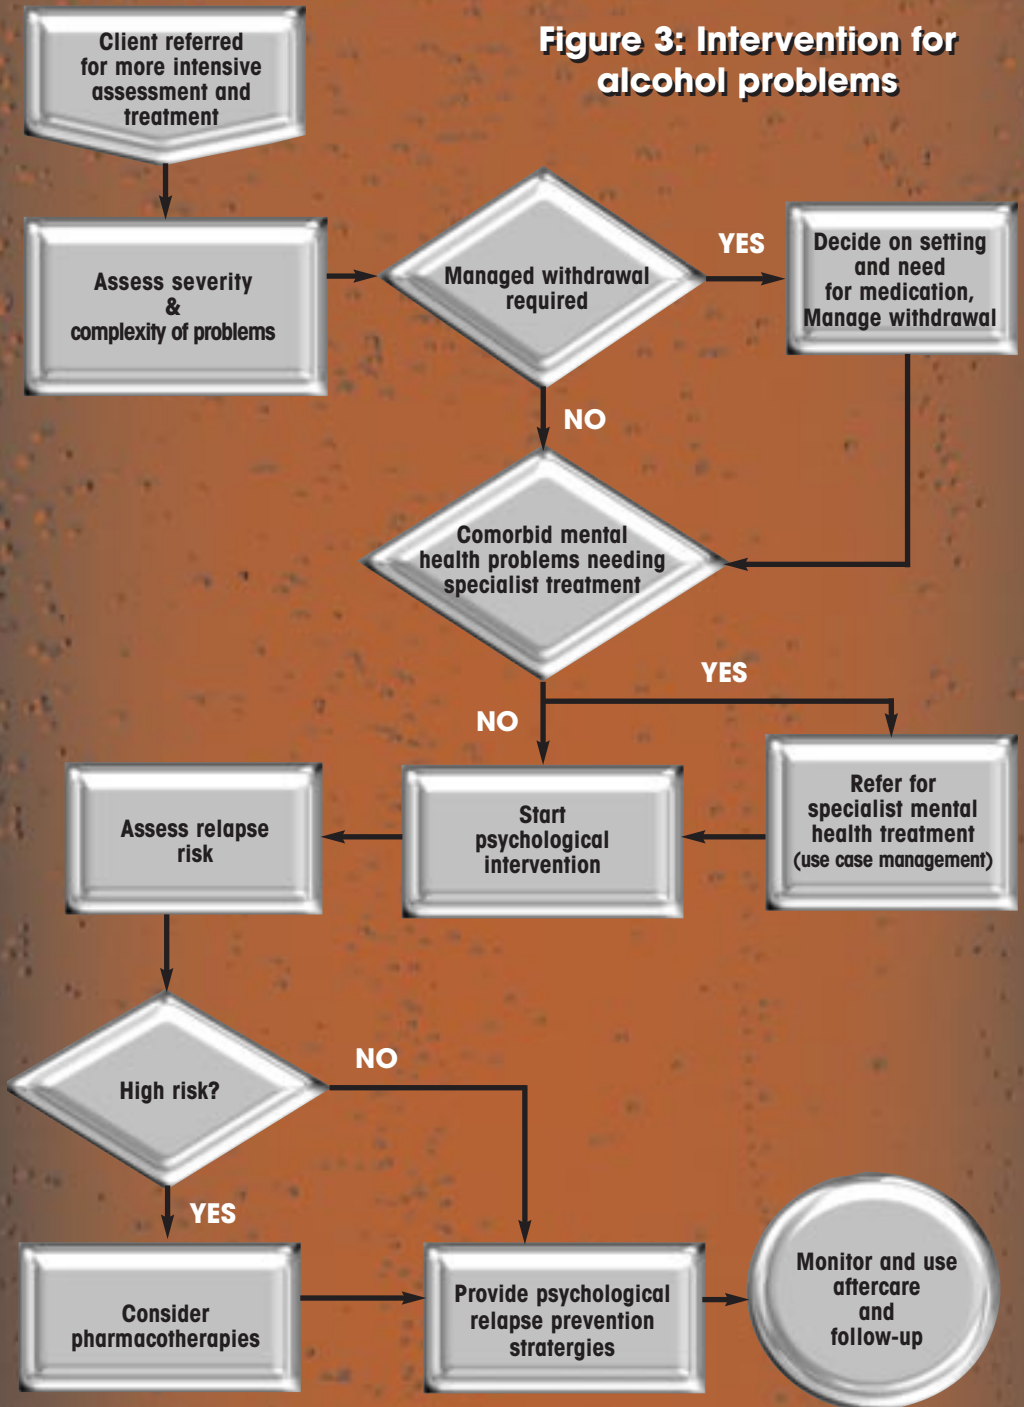 Figure 3: Intervention for
alcohol problems
Client referred
for more intensive
assessment and
treatment
Assess severity
&
complexity of problems
Managed withdrawal
required
YES
Decide on setting
and need
for medication,
Manage withdrawal
NO
Comorbid mental
health problems needing
specialist treatment
YES
NO
Refer for
specialist mental
health treatment
(use case management)
Start
psychological
intervention
Assess relapse
risk
High risk?
NO
YES
Consider
pharmacotherapies
Provide psychological
relapse prevention
stratergies
Monitor and use
aftercare
and
follow-up